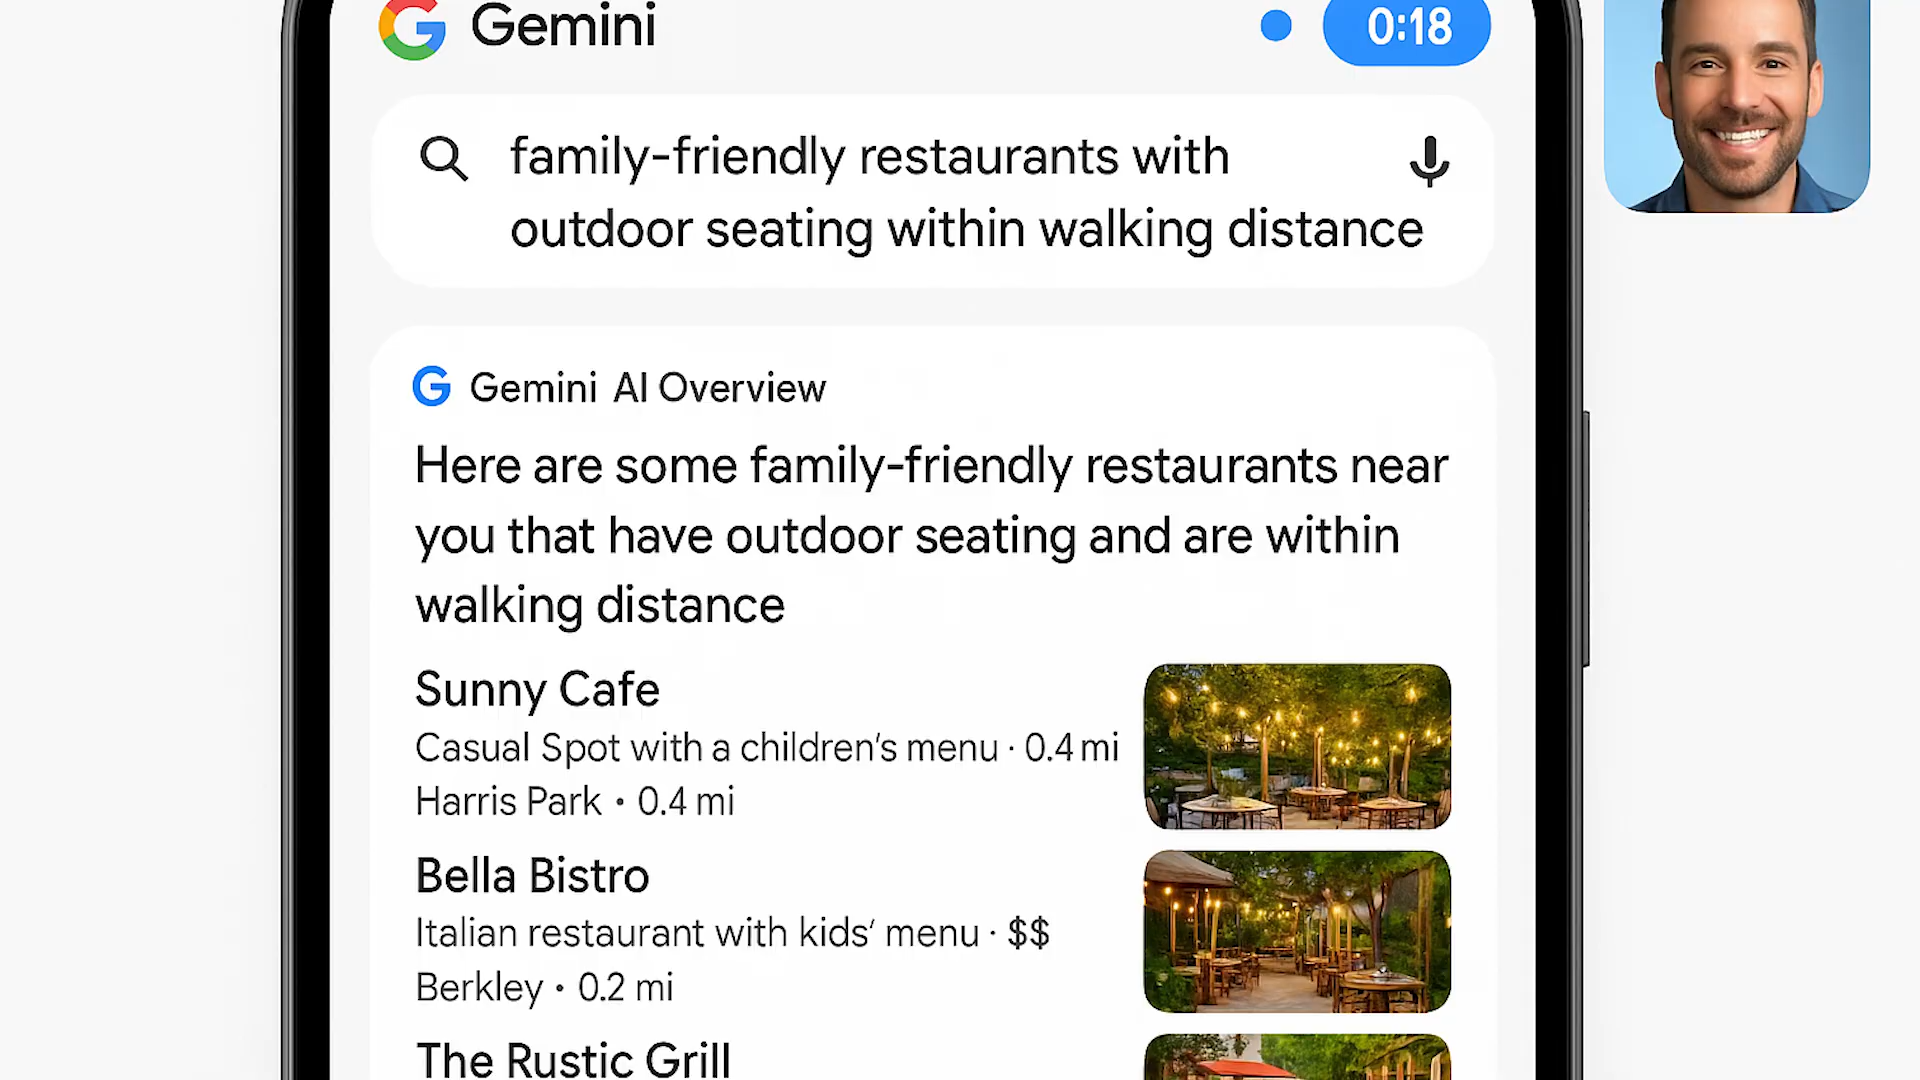 Gemini
0:18
family-friendly restaurants with
outdoor seating within walking distance
G Gemini AI Overview
Here are some family-friendly restaurants near
you that have outdoor seating and are within
walking distance
Sunny Cafe
Casual Spot with a children's menu · 0.4 mi
Harris Park • 0.4 mi
Bella Bistro
Italian restaurant with kids' menu · $$
Berkley • 0.2 mi
The Rustic Grill